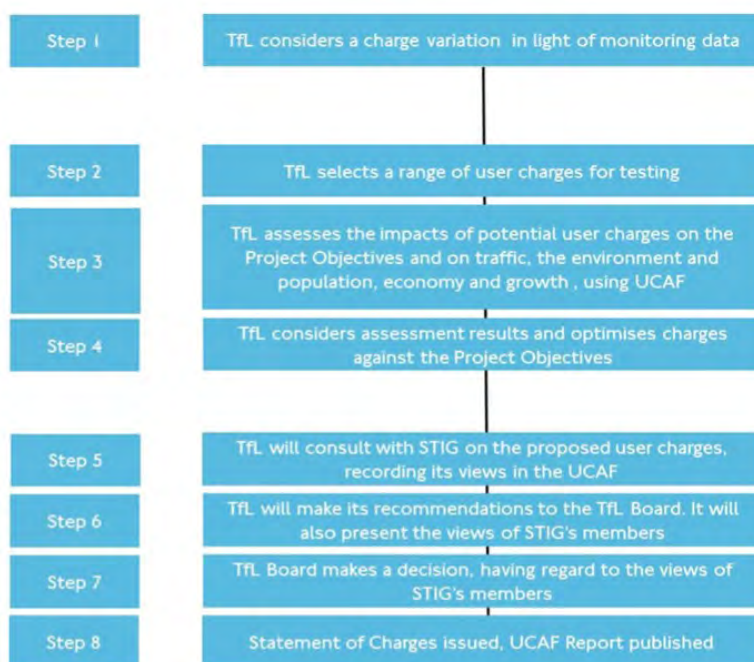 Step 1
TfL considers a charge variation in light of monitoring data
Step 2
TfL selects a range of user charges for testing
Step 3
TfL assesses the impacts of potential user charges on the
Project Objectives and on traffic, the environment and
population, economy and growth , using UCAF
Step 4
TfL considers assessment results and optimises charges
against the Project Objectives
Step 5
TfL will consult with STIG on the proposed user charges,
recording its views in the UCAF
Step 6
TfL will make its recommendations to the TfL Board. It will
also present the views of STIG's members
Step 7
TfL Board makes a decision, having regard to the views of
STIG's members
Step 8
Statement of Charges issued, UCAF Report published